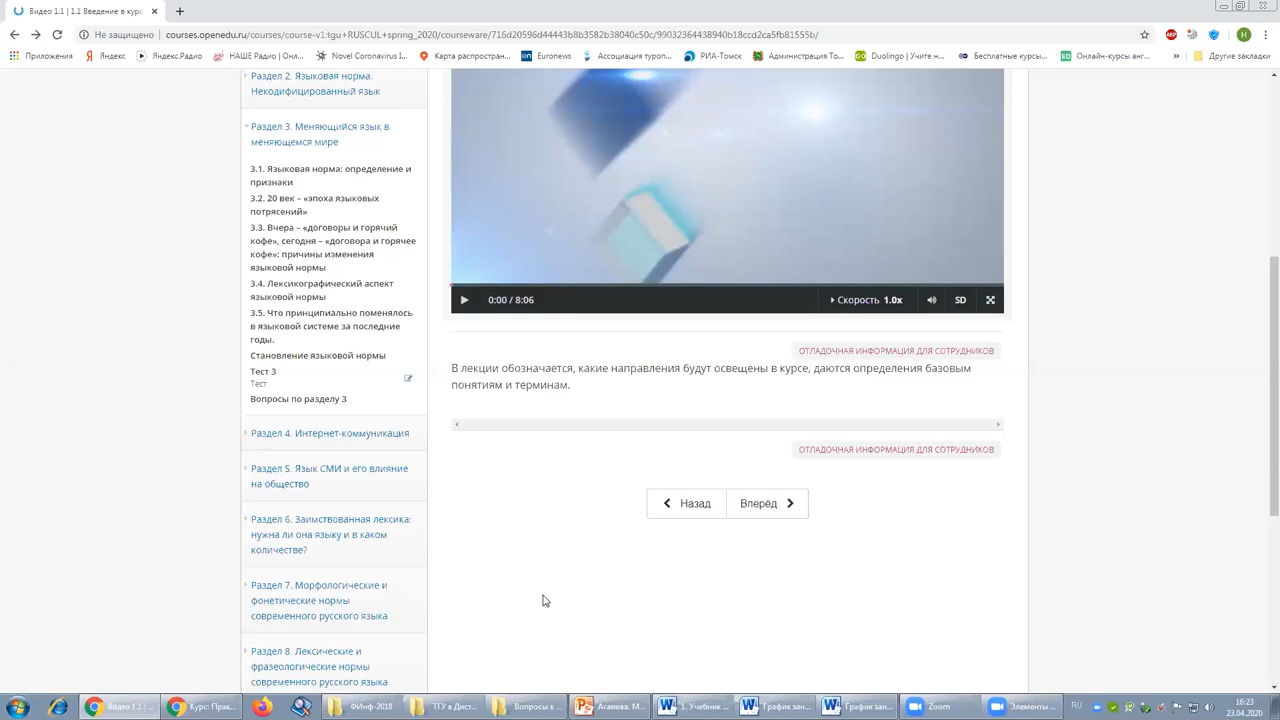 Видео 1.1 | 1.1 Введение в курс
Не защищено
courses.openedu.ru/courses/course-v1:tgu+RUSCUL+spring_2020/courseware/716d20596d44443b8b3582b38040c50c/99032364438940b18ccd2ca5fb81555b/
Приложения Яндекс Яндекс.Радио НАШЕ Радио | Онл... Novel Coronavirus I... Карта распростран... Euronews Ассоциация туроп... РИА-Томск Администрация То... Duolingo | Учите н... Бесплатные курсы... Онлайн-курсы анг... » Другие закладки
Раздел 2. Языковая норма.
Некодифицированный язык
Раздел 3. Меняющийся язык в
меняющемся мире
3.1. Языковая норма: определение и
признаки
3.2. 20 век – «эпоха языковых
потрясений»
3.3. Вчера – «договоры и горячий
кофе», сегодня – «договора и горячее
кофе»: причины изменения
языковой нормы
3.4. Лексикографический аспект
языковой нормы
3.5. Что принципиально поменялось
в языковой системе за последние
годы.
Становление языковой нормы
Тест 3
Тест
Вопросы по разделу 3
Раздел 4. Интернет-коммуникация
Раздел 5. Язык СМИ и его влияние
на общество
Раздел 6. Заимствованная лексика:
нужна ли она языку и в каком
количестве?
Раздел 7. Морфологические и
фонетические нормы
современного русского языка
Раздел 8. Лексические и
фразеологические нормы
современного русского языка
0:00 / 8:06 Скорость 1.0x SD
ОТЛАДОЧНАЯ ИНФОРМАЦИЯ ДЛЯ СОТРУДНИКОВ
В лекции обозначается, какие направления будут освещены в курсе, даются определения базовым
понятиям и терминам.
ОТЛАДОЧНАЯ ИНФОРМАЦИЯ ДЛЯ СОТРУДНИКОВ
Назад Вперёд
Видео 1.1 |... Курс: Прак... ФИнф-2018 ТГУ в Дист... Вопросы к ... Агапова. М... 1. Учебник ... График зан... График зан... Zoom Элементы ... RU 16:23
23.04.2020